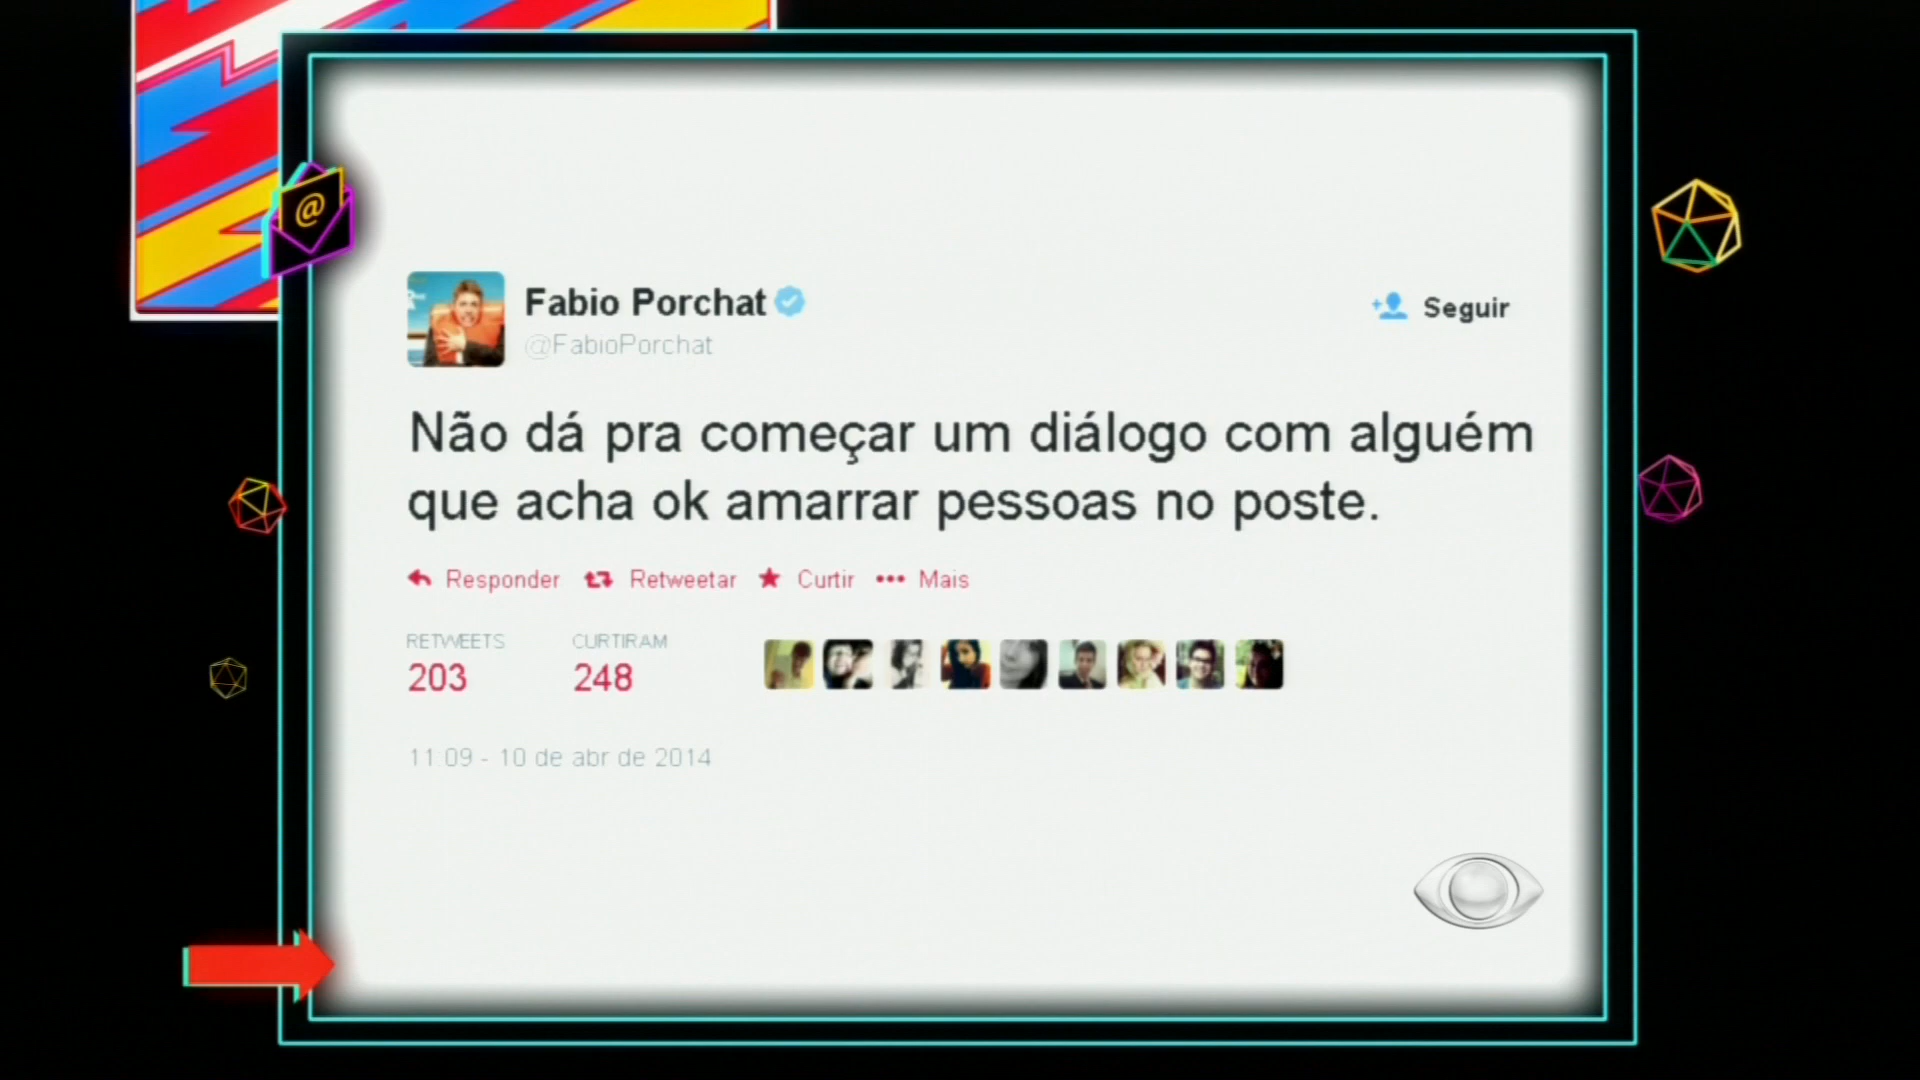 @
Fabio Porchat
@FabioPorchat
Seguir
Não dá pra começar um diálogo com alguém
que acha ok amarrar pessoas no poste.
Responder Retweetar Curtir Mais
RETWEETS CURTIRAM
203 248
11:09 - 10 de abr de 2014